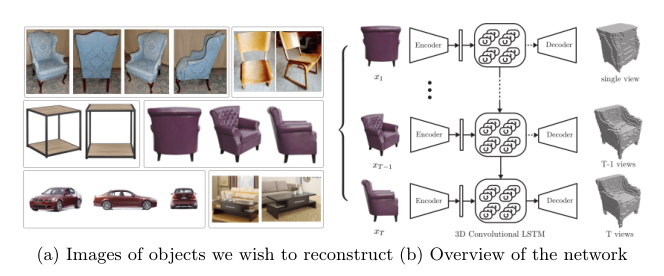 x1
Encoder
Decoder
single view
xT−1
Encoder
Decoder
T-1 views
xT
Encoder
Decoder
T views
3D Convolutional LSTM
(a) Images of objects we wish to reconstruct (b) Overview of the network